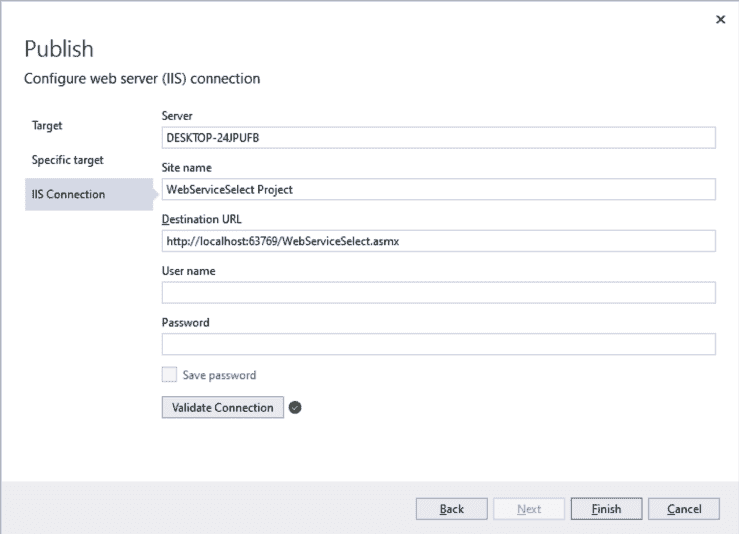 Publish
Configure web server (IIS) connection
Target
Specific target
IIS Connection
Server
DESKTOP-24JPUFB
Site name
WebServiceSelect Project
Destination URL
http://localhost:63769/WebServiceSelect.asmx
User name
Password
Save password
Validate Connection
Back
Next
Finish
Cancel